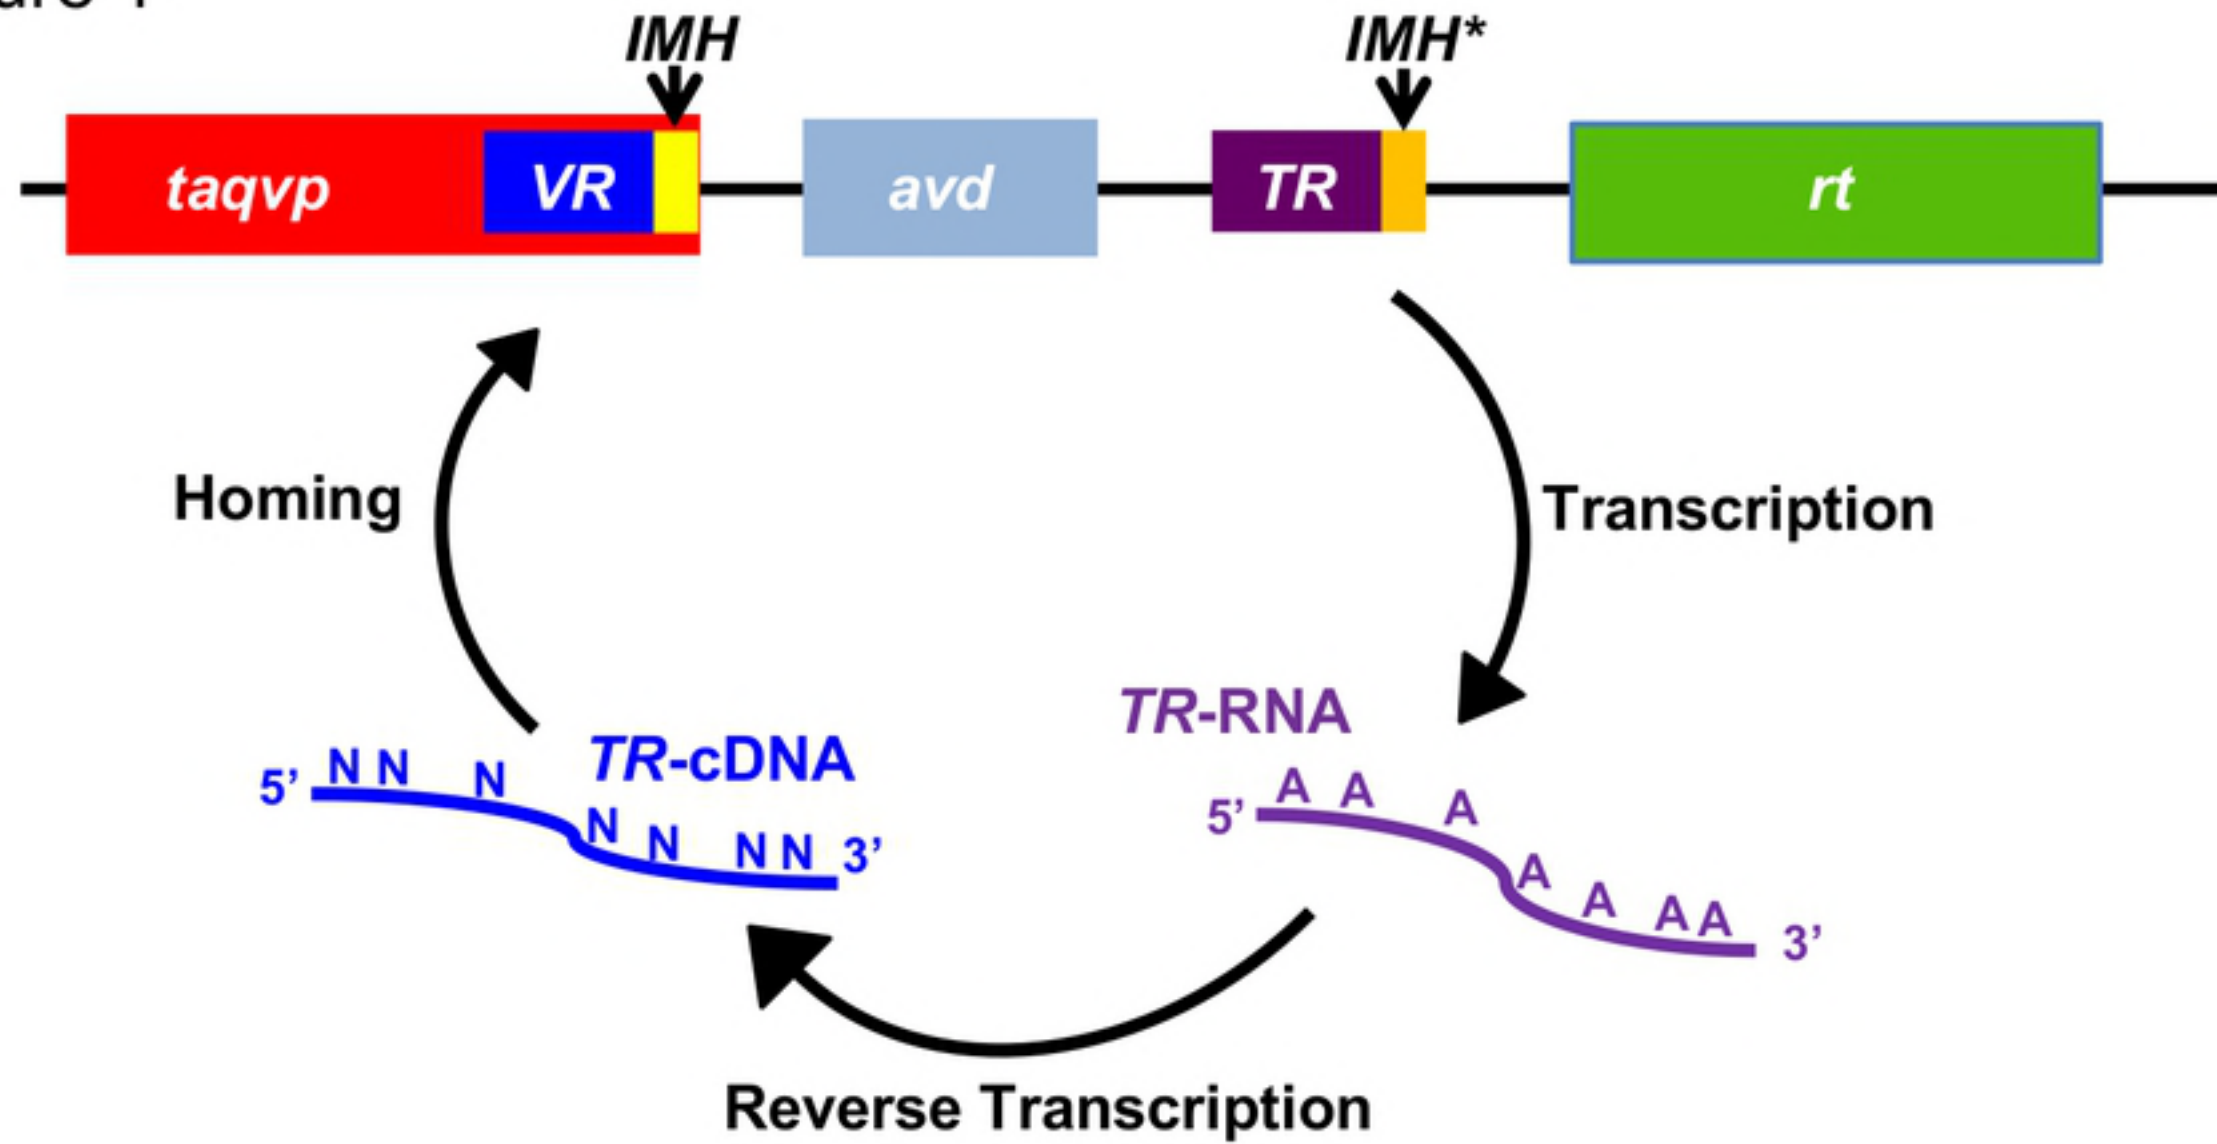 IMH IMH*
taqvp VR avd TR rt
Homing Transcription
TR-RNA
TR-cDNA
5’ N N N N N N N 3’
5’ A A A A A A A 3’
Reverse Transcription